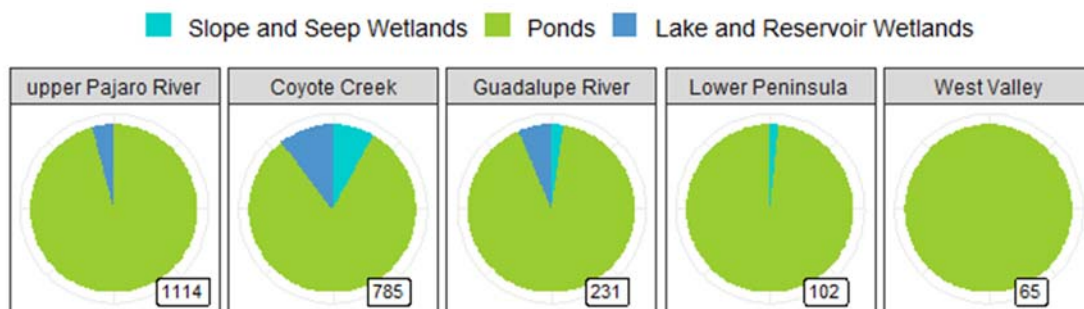 Slope and Seep Wetlands Ponds Lake and Reservoir Wetlands
upper Pajaro River Coyote Creek Guadalupe River Lower Peninsula West Valley
1114 785 231 102 65